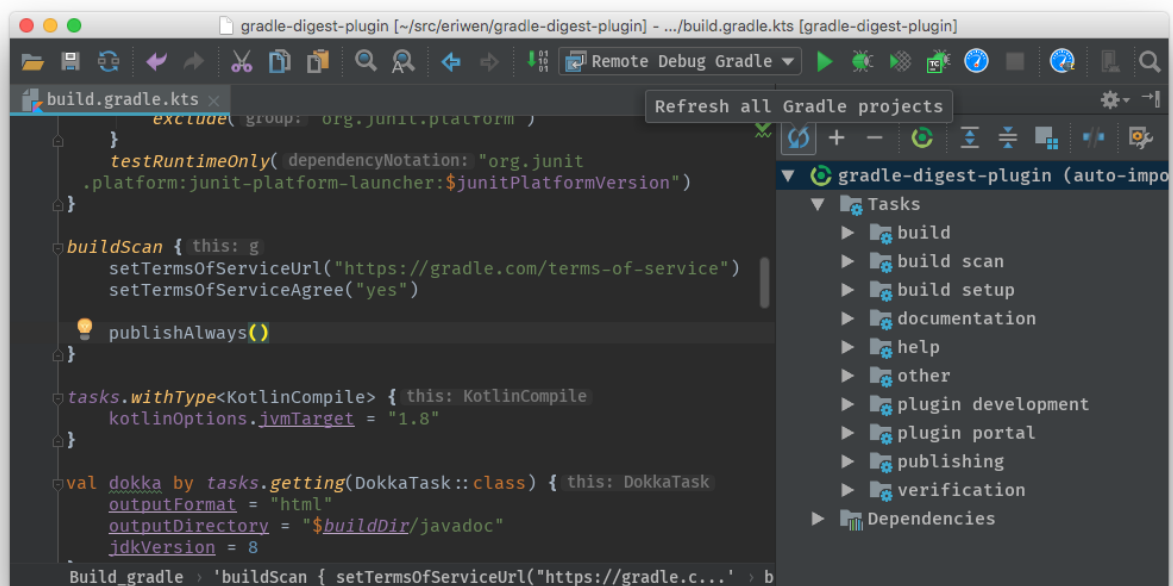 gradle-digest-plugin [~/src/eriwen/gradle-digest-plugin] - .../build.gradle.kts [gradle-digest-plugin]
Remote Debug Gradle
build.gradle.kts
Refresh all Gradle projects
exclude( group: "org.junit.platform")
}
testRuntimeOnly( dependencyNotation: "org.junit
.platform:junit-platform-launcher:$junitPlatformVersion")
}
buildScan { this: g
setTermsOfServiceUrl("https://gradle.com/terms-of-service")
setTermsOfServiceAgree("yes")
publishAlways()
}
tasks.withType<KotlinCompile> { this: KotlinCompile
kotlinOptions.jvmTarget = "1.8"
}
val dokka by tasks.getting(DokkaTask::class) { this: DokkaTask
outputFormat = "html"
outputDirectory = "$buildDir/javadoc"
jdkVersion = 8
Build_gradle › 'buildScan { setTermsOfServiceUrl("https://gradle.c...' › b
gradle-digest-plugin (auto-impo
Tasks
build
build scan
build setup
documentation
help
other
plugin development
plugin portal
publishing
verification
Dependencies